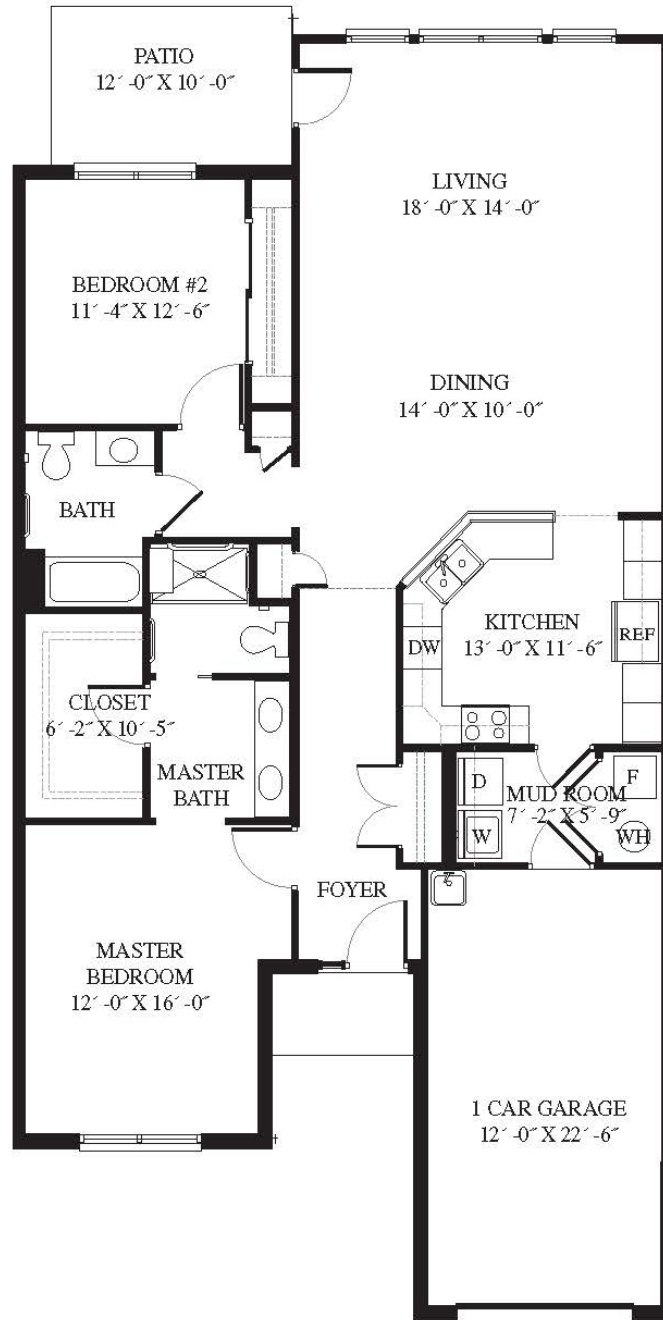 PATIO
12´-0˝ X 10´-0˝
LIVING
18´-0˝ X 14´-0˝
BEDROOM #2
11´-4˝ X 12´-6˝
DINING
14´-0˝ X 10´-0˝
BATH
KITCHEN
13´-0˝ X 11´-6˝
DW
REF
CLOSET
6´-2˝ X 10´-5˝
MASTER
BATH
D
F
MUD ROOM
7´-2˝ X 5´-9˝
W
WH
FOYER
MASTER
BEDROOM
12´-0˝ X 16´-0˝
1 CAR GARAGE
12´-0˝ X 22´-6˝